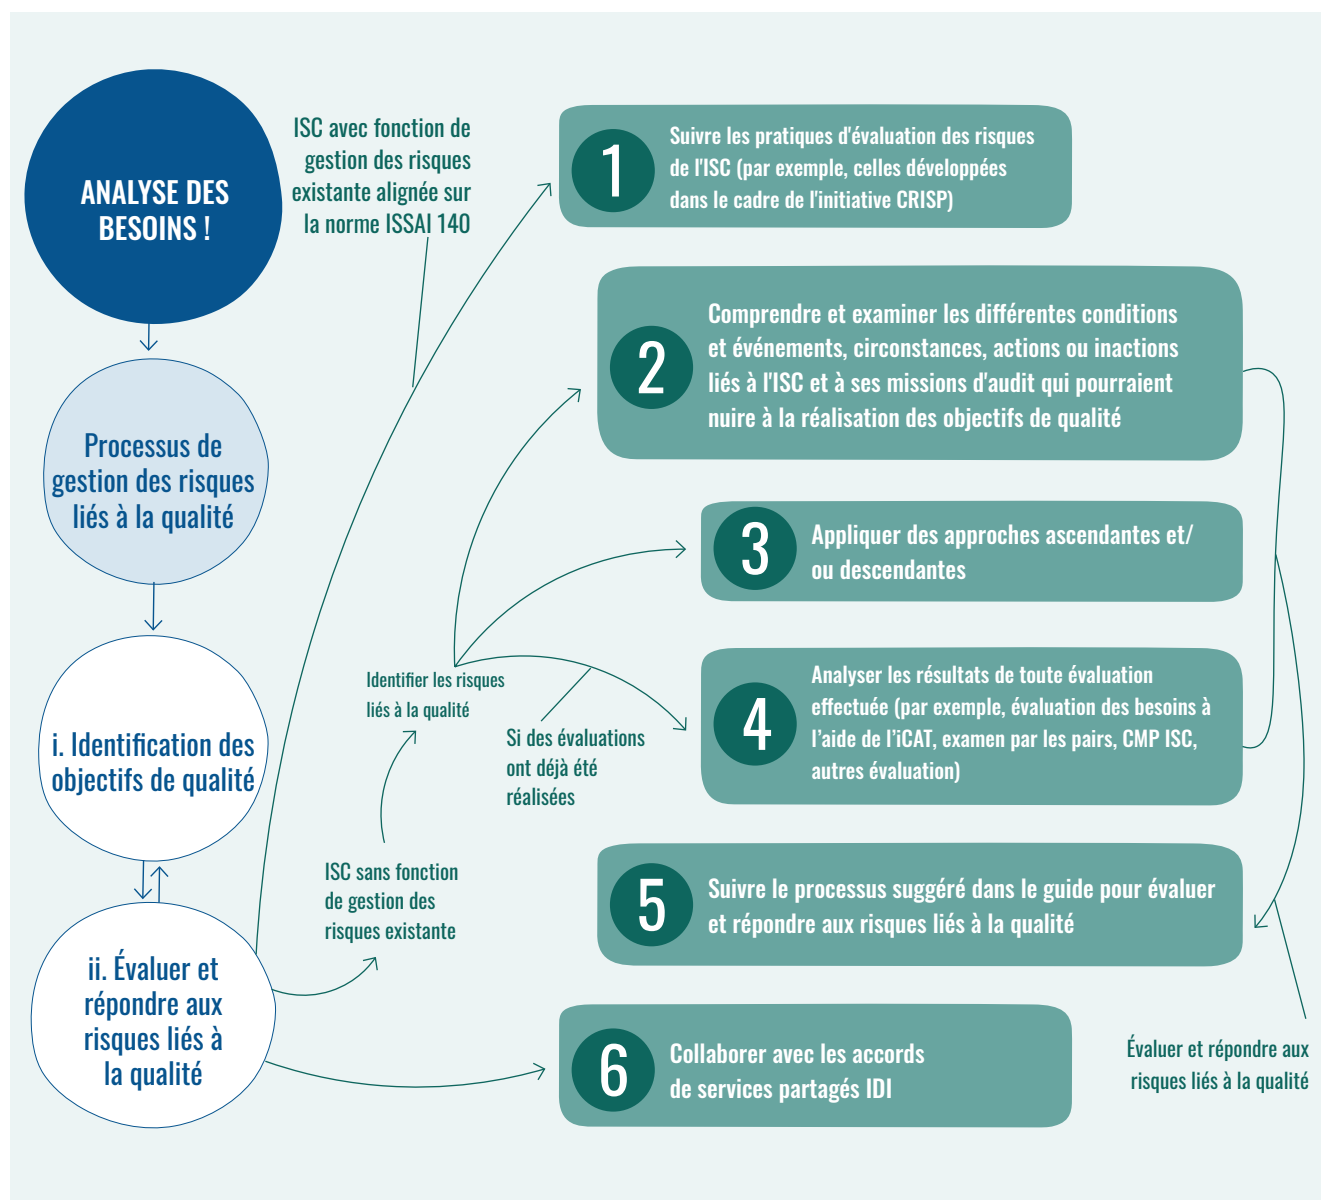 ANALYSE DES
BESOINS !
Processus de
gestion des risques
liés à la qualité
i. Identification des
objectifs de qualité
ii. Évaluer et
répondre aux
risques liés à
la qualité
ISC avec fonction de
gestion des risques
existante alignée sur
la norme ISSAI 140
ISC sans fonction
de gestion des
risques existante
Identifier les risques
liés à la qualité
Si des évaluations
ont déjà été
réalisées
1
Suivre les pratiques d'évaluation des risques
de l'ISC (par exemple, celles développées
dans le cadre de l'initiative CRISP)
2
Comprendre et examiner les différentes conditions
et événements, circonstances, actions ou inactions
liés à l'ISC et à ses missions d'audit qui pourraient
nuire à la réalisation des objectifs de qualité
3
Appliquer des approches ascendantes et/
ou descendantes
4
Analyser les résultats de toute évaluation
effectuée (par exemple, évaluation des besoins à
l’aide de l’iCAT, examen par les pairs, CMP ISC,
autres évaluation)
5
Suivre le processus suggéré dans le guide pour évaluer
et répondre aux risques liés à la qualité
6
Collaborer avec les accords
de services partagés IDI
Évaluer et répondre aux
risques liés à la qualité